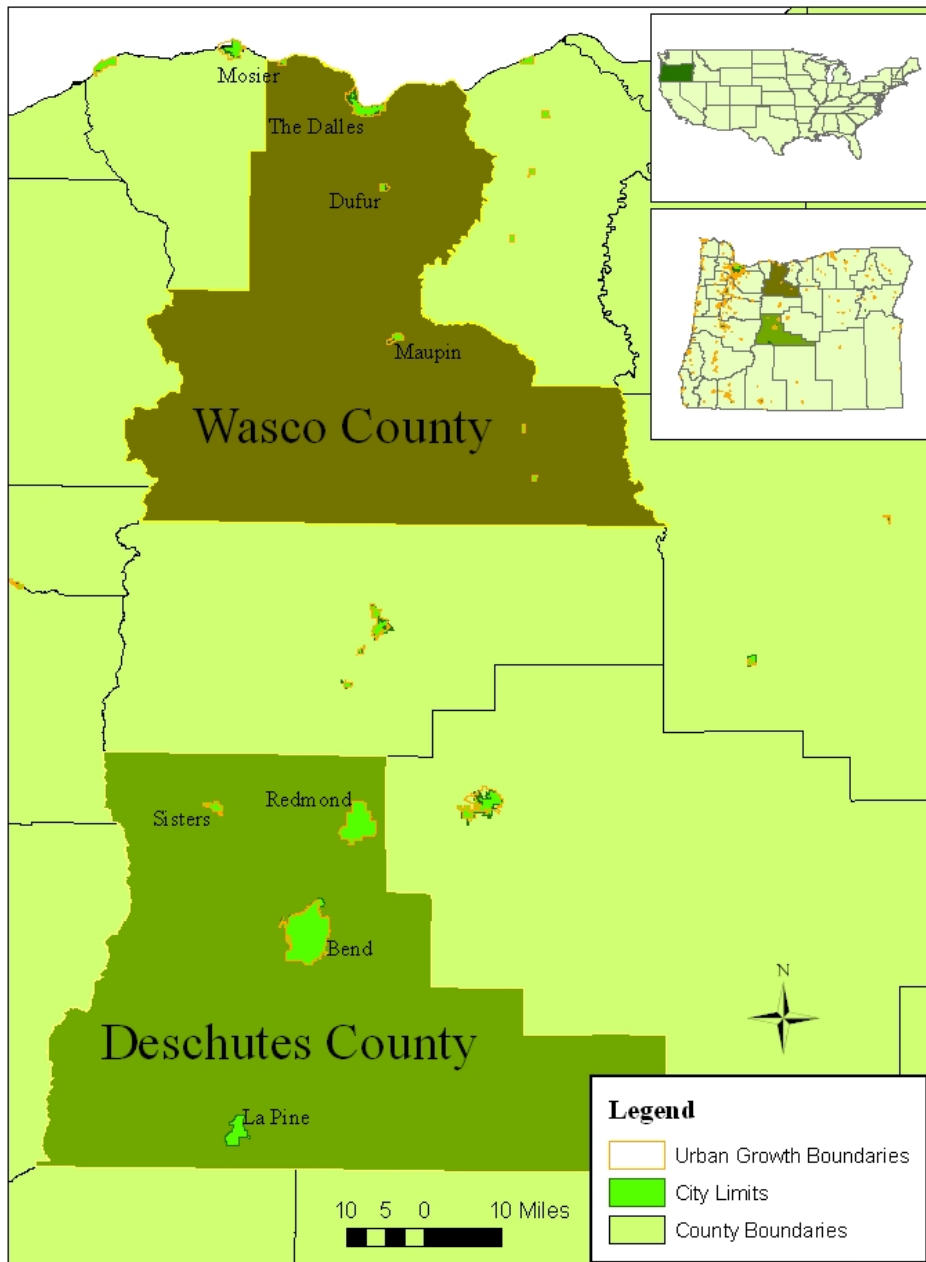 Mosier
The Dalles
Dufur
Maupin
Wasco County
Redmond
Sisters
Bend
N
Deschutes County
La Pine
Legend
Urban Growth Boundaries
City Limits
County Boundaries
10 5 0 10 Miles